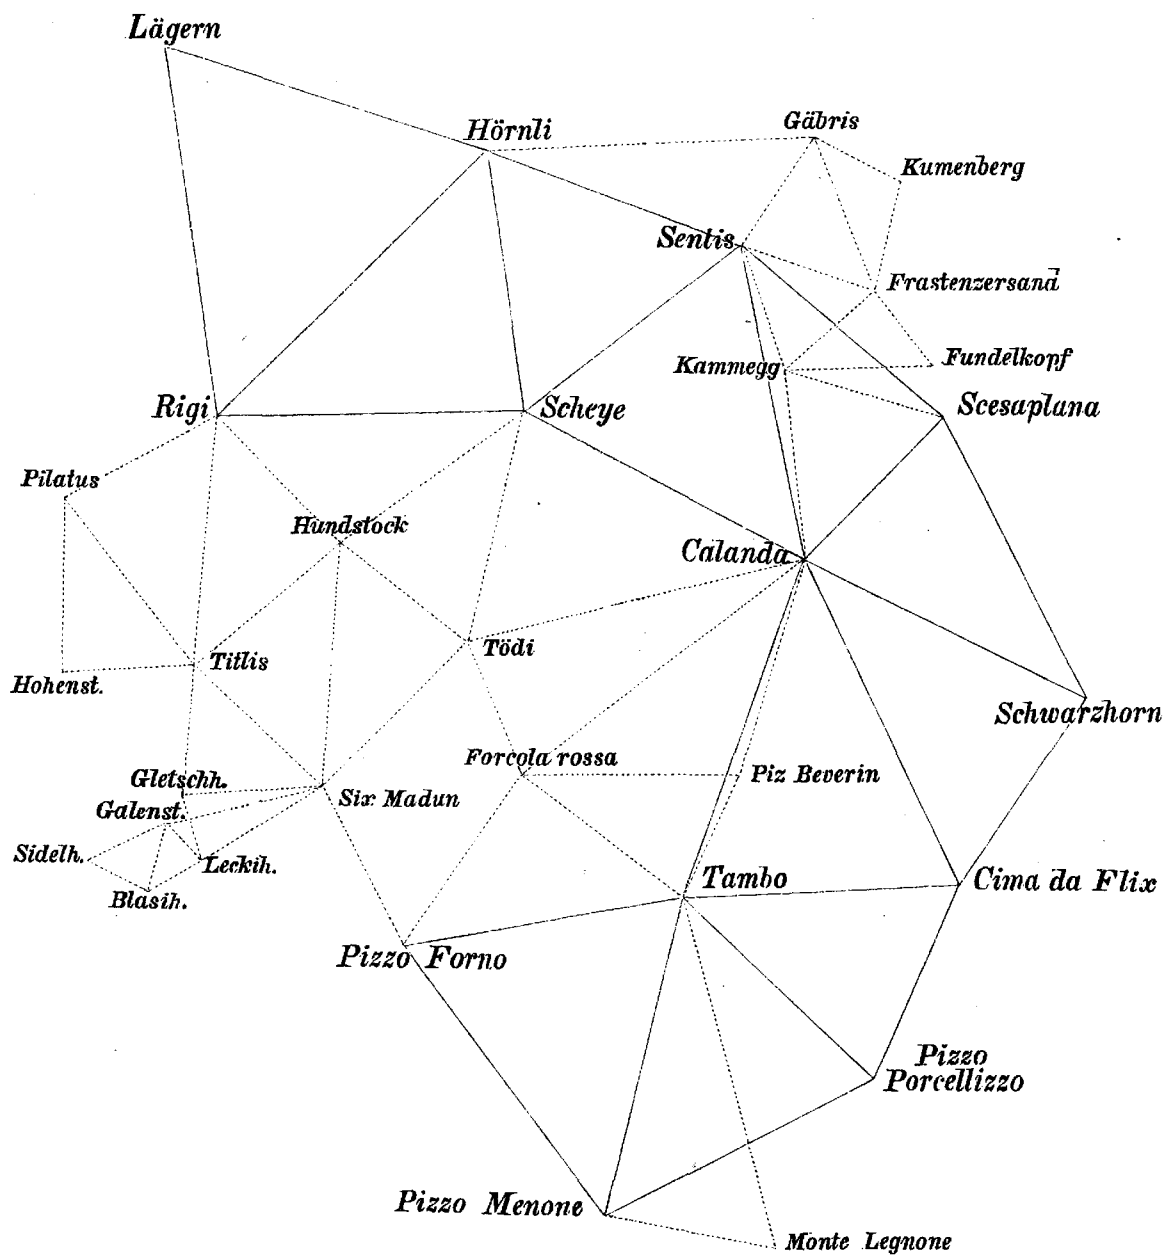 Lägern
Hörnli
Gäbris
Kumenberg
Sentis
Frastenzersand
Kammegg
Fundelkopf
Rigi
Scheye
Scesaplana
Pilatus
Hundstock
Calanda
Tödi
Titlis
Hohenst.
Schwarzhorn
Forcola rossa
Gletschh.
Piz Beverin
Six Madun
Galenst.
Sidelh.
Leckih.
Blasih.
Tambo
Cima da Flix
Pizzo Forno
Pizzo
Porcellizzo
Pizzo Menone
Monte Legnone